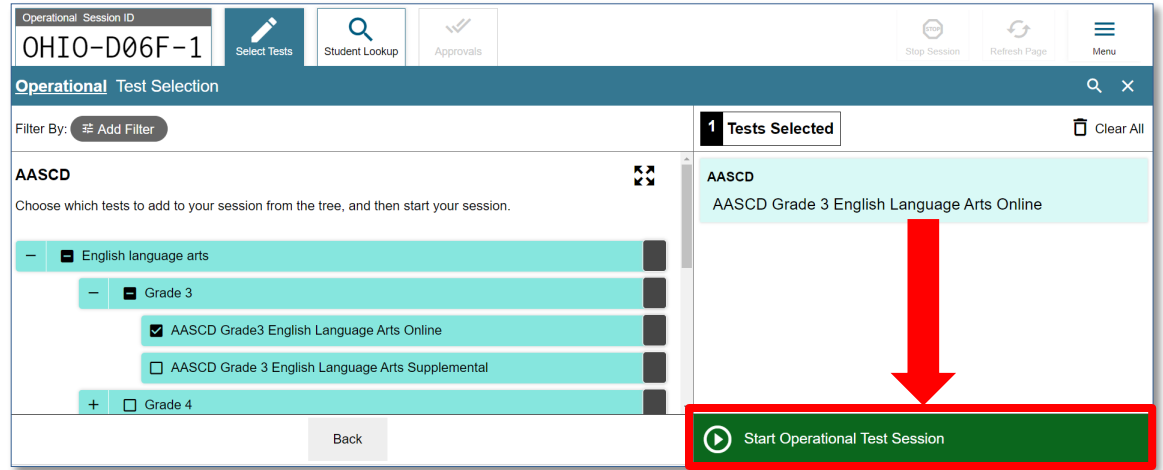 Operational Session ID
OHIO-D06F-1
Select Tests
Student Lookup
Approvals
STOP
Stop Session
Refresh Page
Menu
Operational Test Selection
Filter By: Add Filter
1 Tests Selected
Clear All
AASCD
Choose which tests to add to your session from the tree, and then start your session.
− English language arts
− Grade 3
AASCD Grade3 English Language Arts Online
AASCD Grade 3 English Language Arts Supplemental
+ Grade 4
Back
AASCD
AASCD Grade 3 English Language Arts Online
Start Operational Test Session